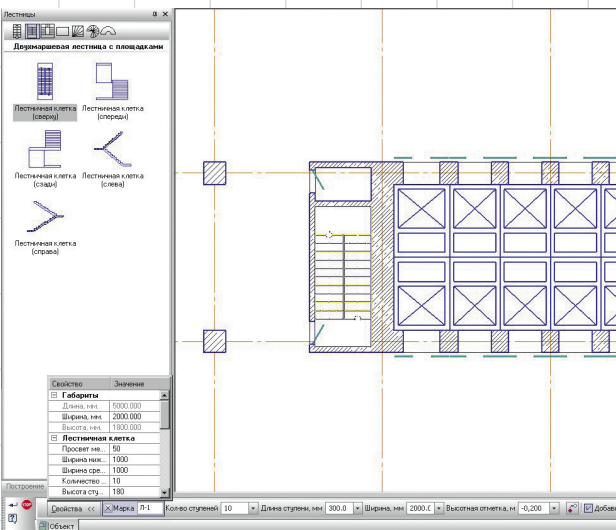 Лестницы
Двухмаршевая лестница с площадками
Лестничная клетка (сверху)
Лестничная клетка (спереди)
Лестничная клетка (сзади)
Лестничная клетка (слева)
Лестничная клетка (справа)
Свойство Значение
Габариты
Длина, мм. 5000.000
Ширина, мм. 2000.000
Высота, мм. 1800.000
Лестничная клетка
Просвет ме... 50
Ширина ниж... 1000
Ширина сре... 1000
Количество ... 10
Высота сту... 180
Построение
Свойства << Марка Л-1 Кол-во ступеней 10 Длина ступени, мм 300.0 Ширина, мм 2000.0 Высотная отметка, м -0,200
Объект